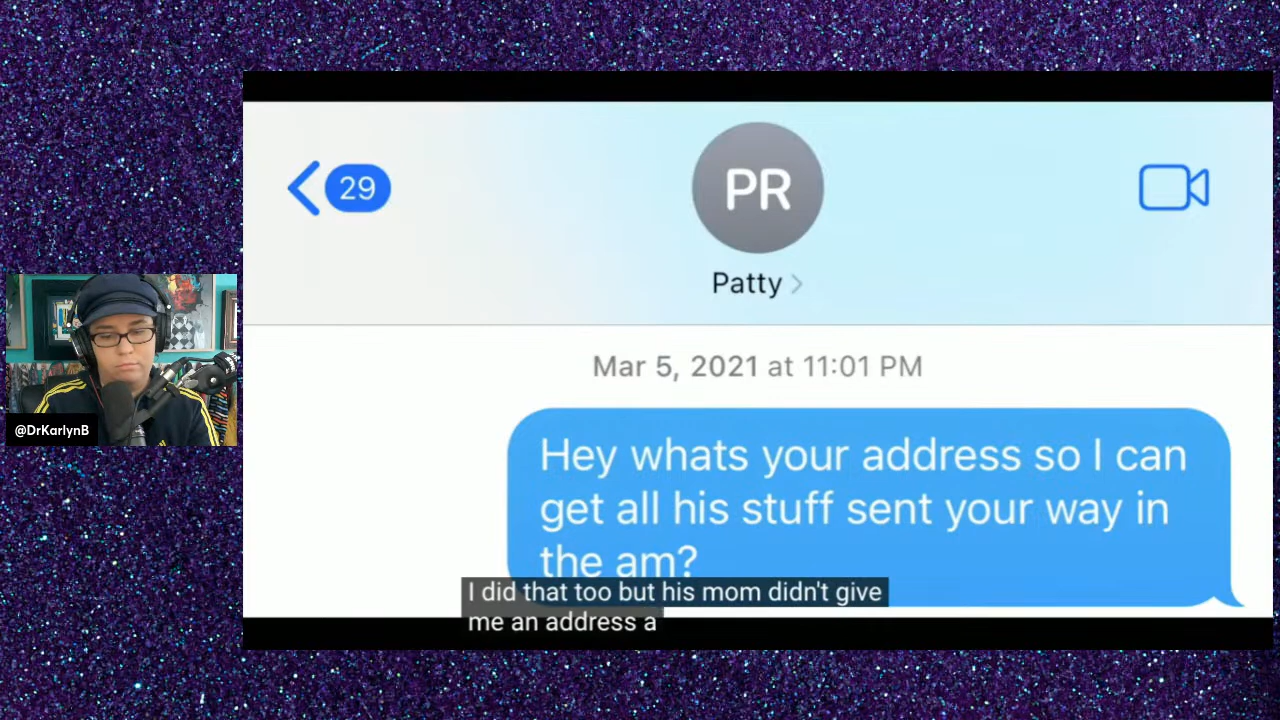 29
PR
Patty
Mar 5, 2021 at 11:01 PM
Hey whats your address so I can
get all his stuff sent your way in
the am?
I did that too but his mom didn't give
me an address a
@DrKarlynB